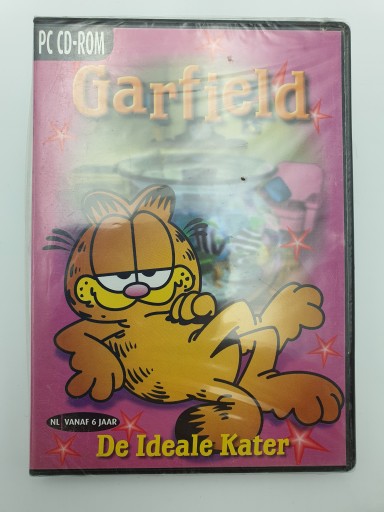 PC CD-ROM
Garfield
NL VANAF 6 JAAR
De Ideale Kater